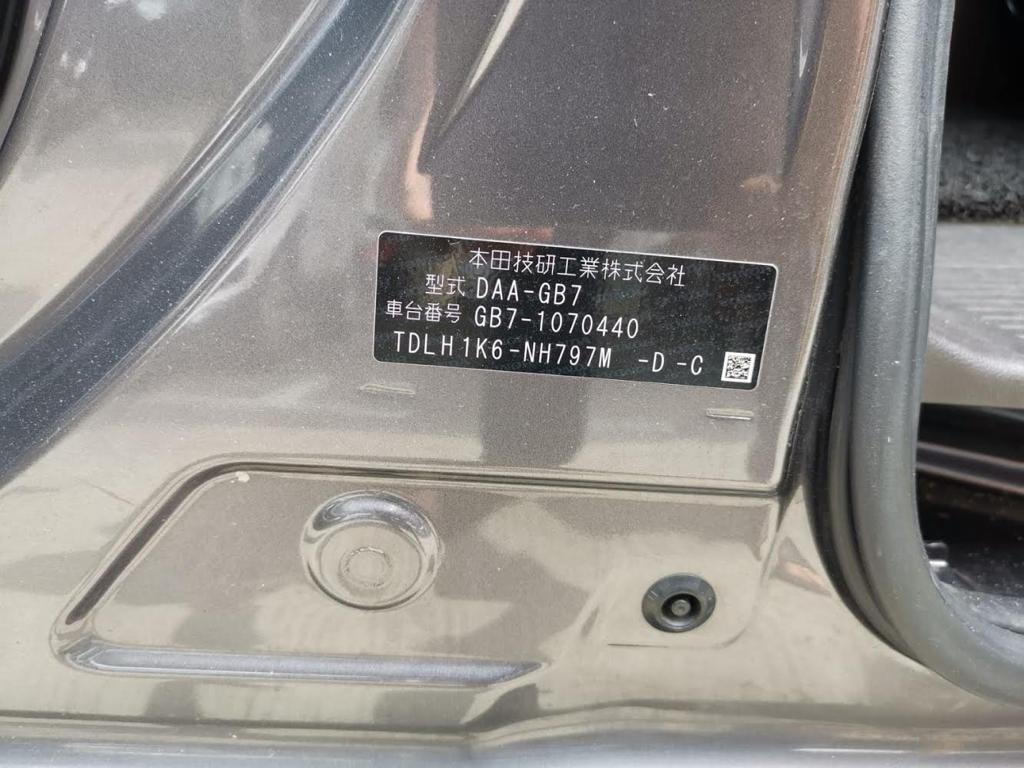 本田技研工業株式会社
型式 DAA-GB7
車台番号 GB7-1070440
TDLH1K6-NH797M -D -C